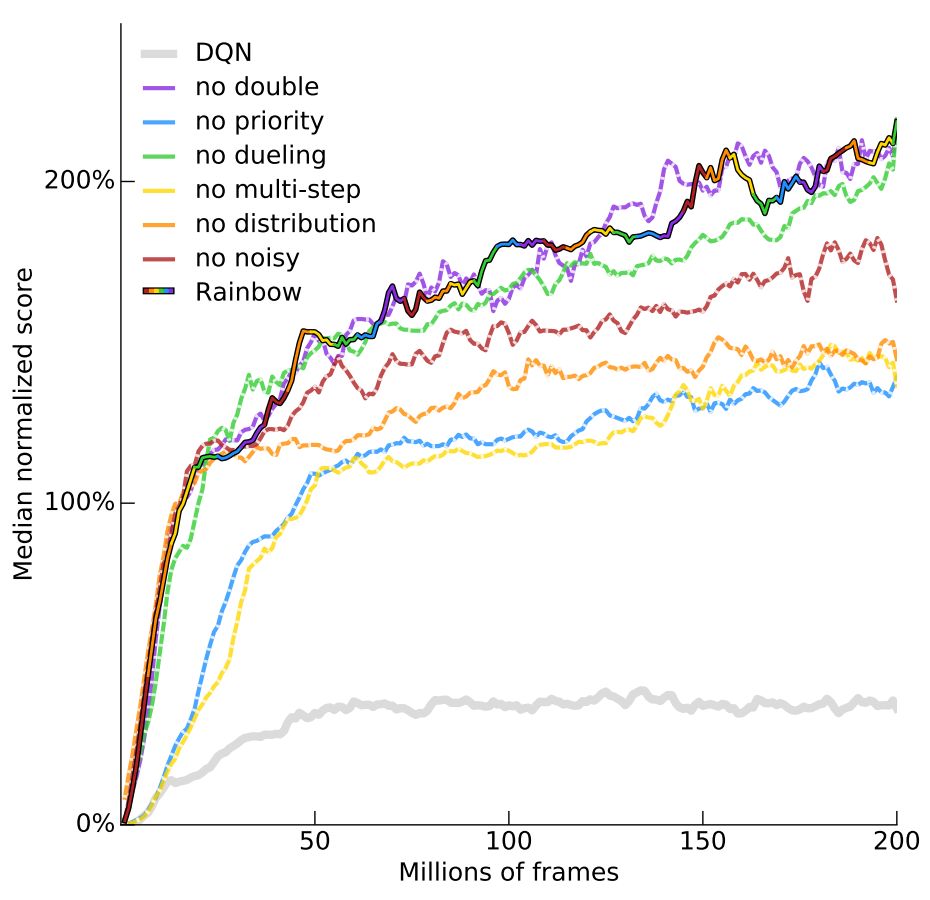 DQN
no double
no priority
no dueling
no multi-step
no distribution
no noisy
Rainbow
Median normalized score
200%
100%
0%
50
100
150
200
Millions of frames